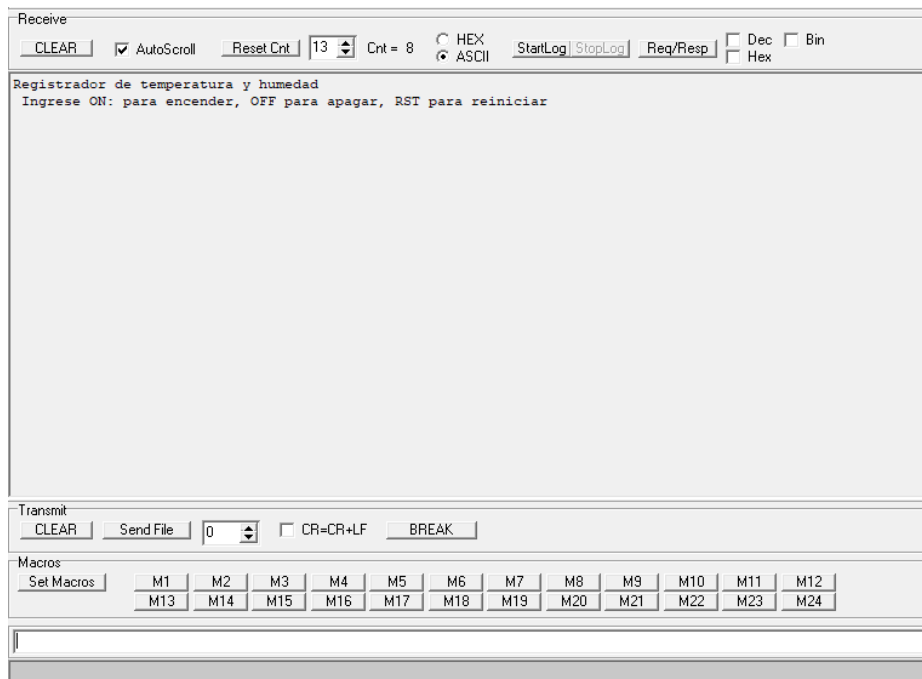 Receive
CLEAR AutoScroll Reset Cnt 13 Cnt = 8 HEX ASCII StartLog StopLog Req/Resp Dec Hex Bin
Registrador de temperatura y humedad
Ingrese ON: para encender, OFF para apagar, RST para reiniciar
Transmit
CLEAR Send File 0 CR=CR+LF BREAK
Macros
Set Macros M1 M2 M3 M4 M5 M6 M7 M8 M9 M10 M11 M12
M13 M14 M15 M16 M17 M18 M19 M20 M21 M22 M23 M24